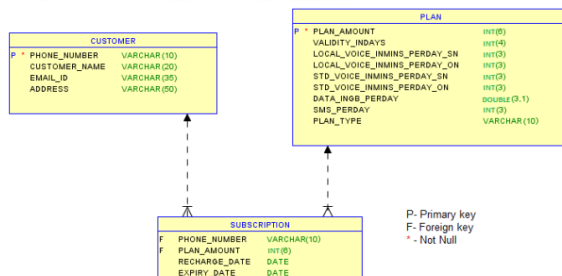 CUSTOMER
P * PHONE_NUMBER VARCHAR(10)
CUSTOMER_NAME VARCHAR(20)
EMAIL_ID VARCHAR(35)
ADDRESS VARCHAR(50)
PLAN
P * PLAN_AMOUNT INT(6)
VALIDITY_INDAYS INT(4)
LOCAL_VOICE_INMINS_PERDAY_SN INT(3)
LOCAL_VOICE_INMINS_PERDAY_ON INT(3)
STD_VOICE_INMINS_PERDAY_SN INT(3)
STD_VOICE_INMINS_PERDAY_ON INT(3)
DATA_INGB_PERDAY DOUBLE(3,1)
SMS_PERDAY INT(3)
PLAN_TYPE VARCHAR(10)
SUBSCRIPTION
F PHONE_NUMBER VARCHAR(10)
F PLAN_AMOUNT INT(6)
RECHARGE_DATE DATE
EXPIRY_DATE DATE
P- Primary key
F- Foreign key
* - Not Null